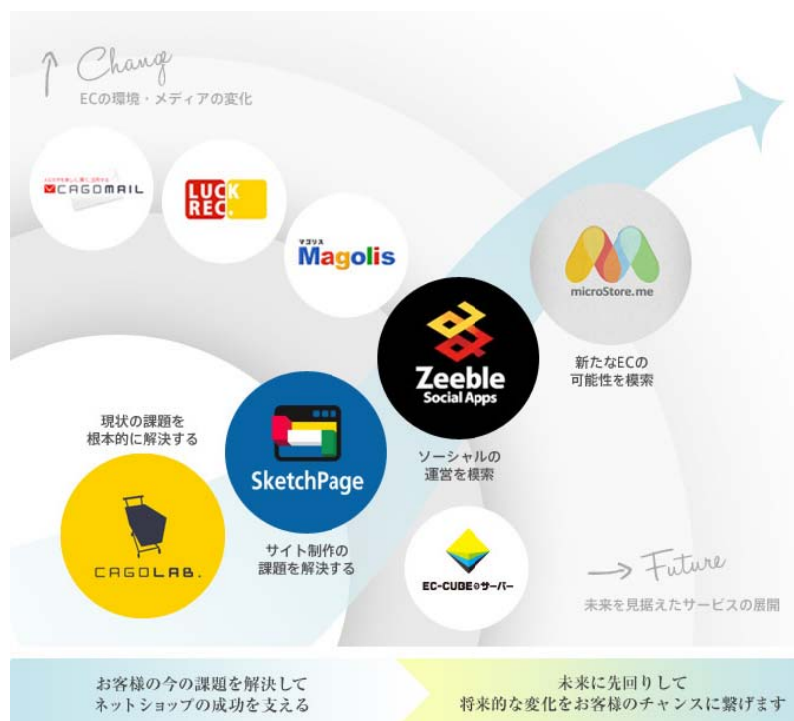 Change
ECの環境・メディアの変化
CAGOMAIL
LUCK
REC.
マゴリス
Magolis
microStore.me
新たなECの
可能性を模索
Zeeble
Social Apps
ソーシャルの
運営を模索
現状の課題を
根本的に解決する
SketchPage
サイト制作の
課題を解決する
CAGOLAB.
EC-CUBEのサーバー
Future
未来を見据えたサービスの展開
お客様の今の課題を解決して
ネットショップの成功を支える
未来に先回りして
将来的な変化をお客様のチャンスに繋げます